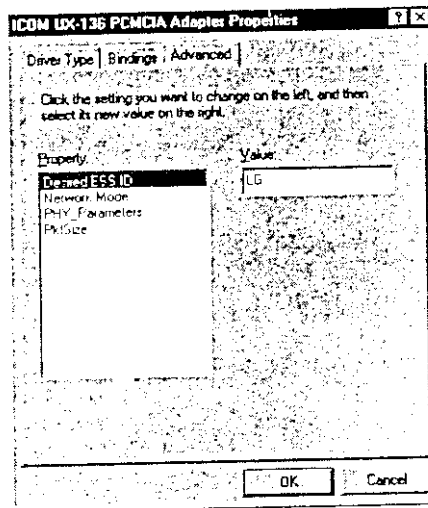 ICOM UX-136 PCMCIA Adapter Properties
Driver Type Bindings Advanced
Click the setting you want to change on the left, and then
select its new value on the right.
Property: Value:
Desired ESS ID LG
Network Mode
PHY_Parameters
PktSize
OK Cancel